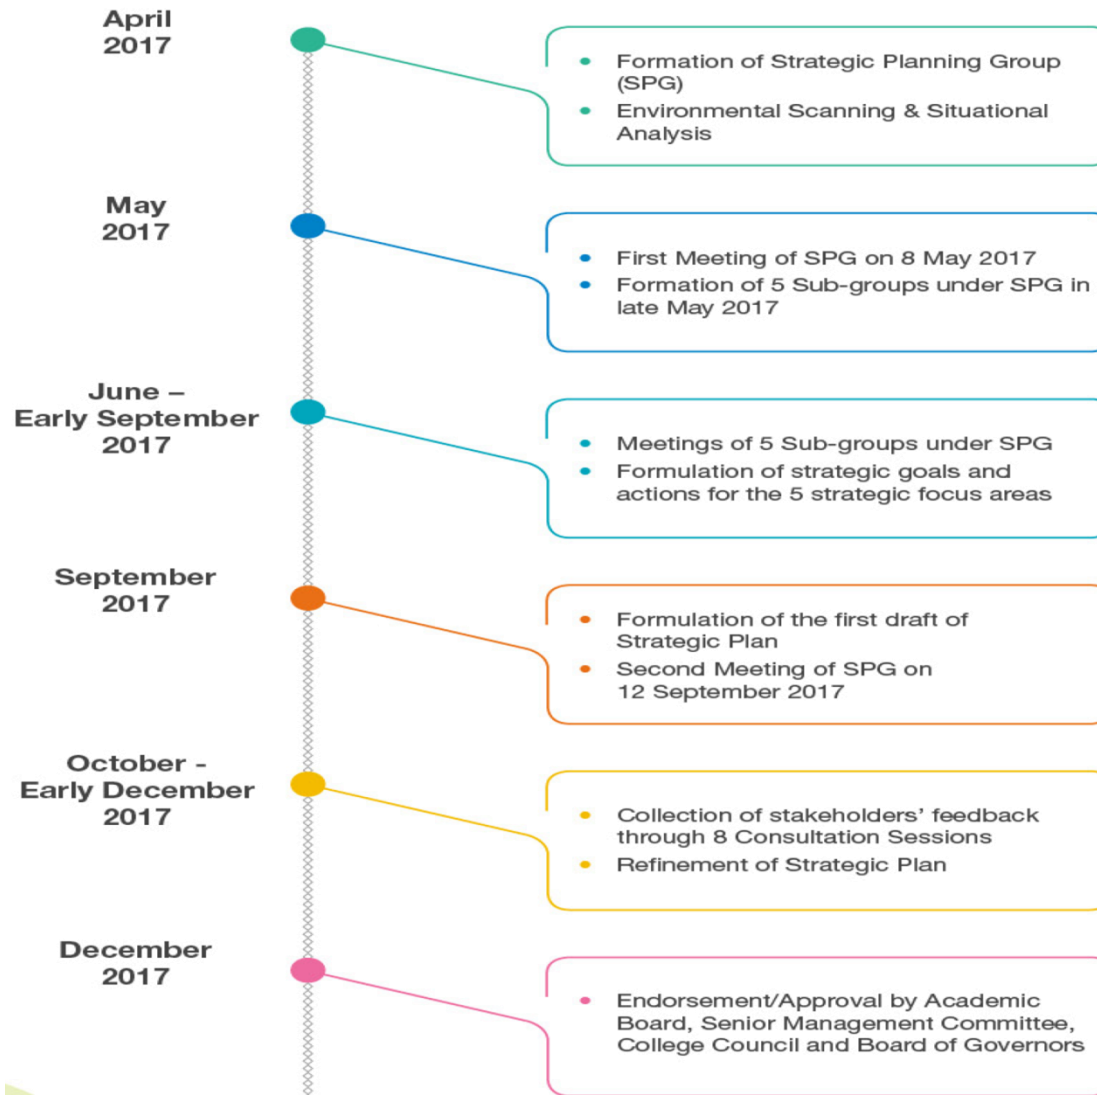 April
2017
• Formation of Strategic Planning Group
(SPG)
• Environmental Scanning & Situational
Analysis
May
2017
• First Meeting of SPG on 8 May 2017
• Formation of 5 Sub-groups under SPG in
late May 2017
June –
Early September
2017
• Meetings of 5 Sub-groups under SPG
• Formulation of strategic goals and
actions for the 5 strategic focus areas
September
2017
• Formulation of the first draft of
Strategic Plan
• Second Meeting of SPG on
12 September 2017
October -
Early December
2017
• Collection of stakeholders’ feedback
through 8 Consultation Sessions
• Refinement of Strategic Plan
December
2017
• Endorsement/Approval by Academic
Board, Senior Management Committee,
College Council and Board of Governors